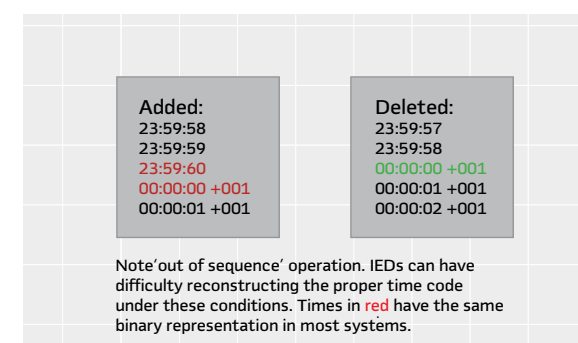 Added:
23:59:58
23:59:59
23:59:60
00:00:00 +001
00:00:01 +001
Deleted:
23:59:57
23:59:58
00:00:00 +001
00:00:01 +001
00:00:02 +001
Note‘out of sequence’ operation. IEDs can have
difficulty reconstructing the proper time code
under these conditions. Times in red have the same
binary representation in most systems.